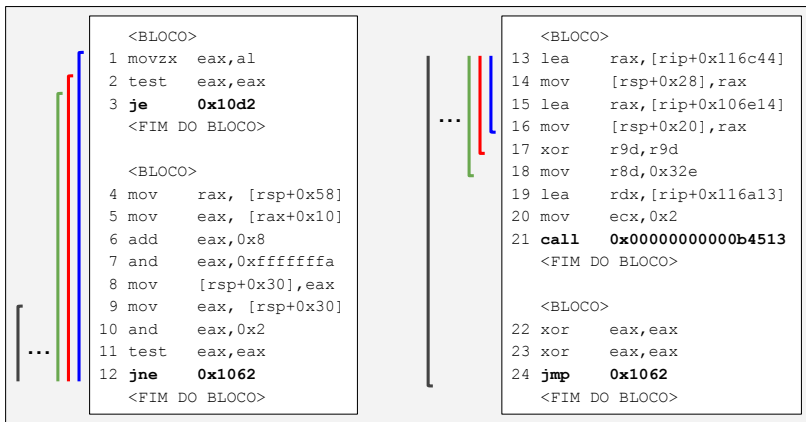 <BLOCO>
1 movzx eax,al
2 test eax,eax
3 je 0x10d2
<FIM DO BLOCO>
<BLOCO>
4 mov rax, [rsp+0x58]
5 mov eax, [rax+0x10]
6 add eax,0x8
7 and eax,0xfffffffa
8 mov [rsp+0x30],eax
9 mov eax, [rsp+0x30]
10 and eax,0x2
11 test eax,eax
12 jne 0x1062
<FIM DO BLOCO>
...
<BLOCO>
13 lea rax,[rip+0x116c44]
14 mov [rsp+0x28],rax
15 lea rax,[rip+0x106e14]
16 mov [rsp+0x20],rax
17 xor r9d,r9d
18 mov r8d,0x32e
19 lea rdx,[rip+0x116a13]
20 mov ecx,0x2
21 call 0x00000000000b4513
<FIM DO BLOCO>
<BLOCO>
22 xor eax,eax
23 xor eax,eax
24 jmp 0x1062
<FIM DO BLOCO>
...